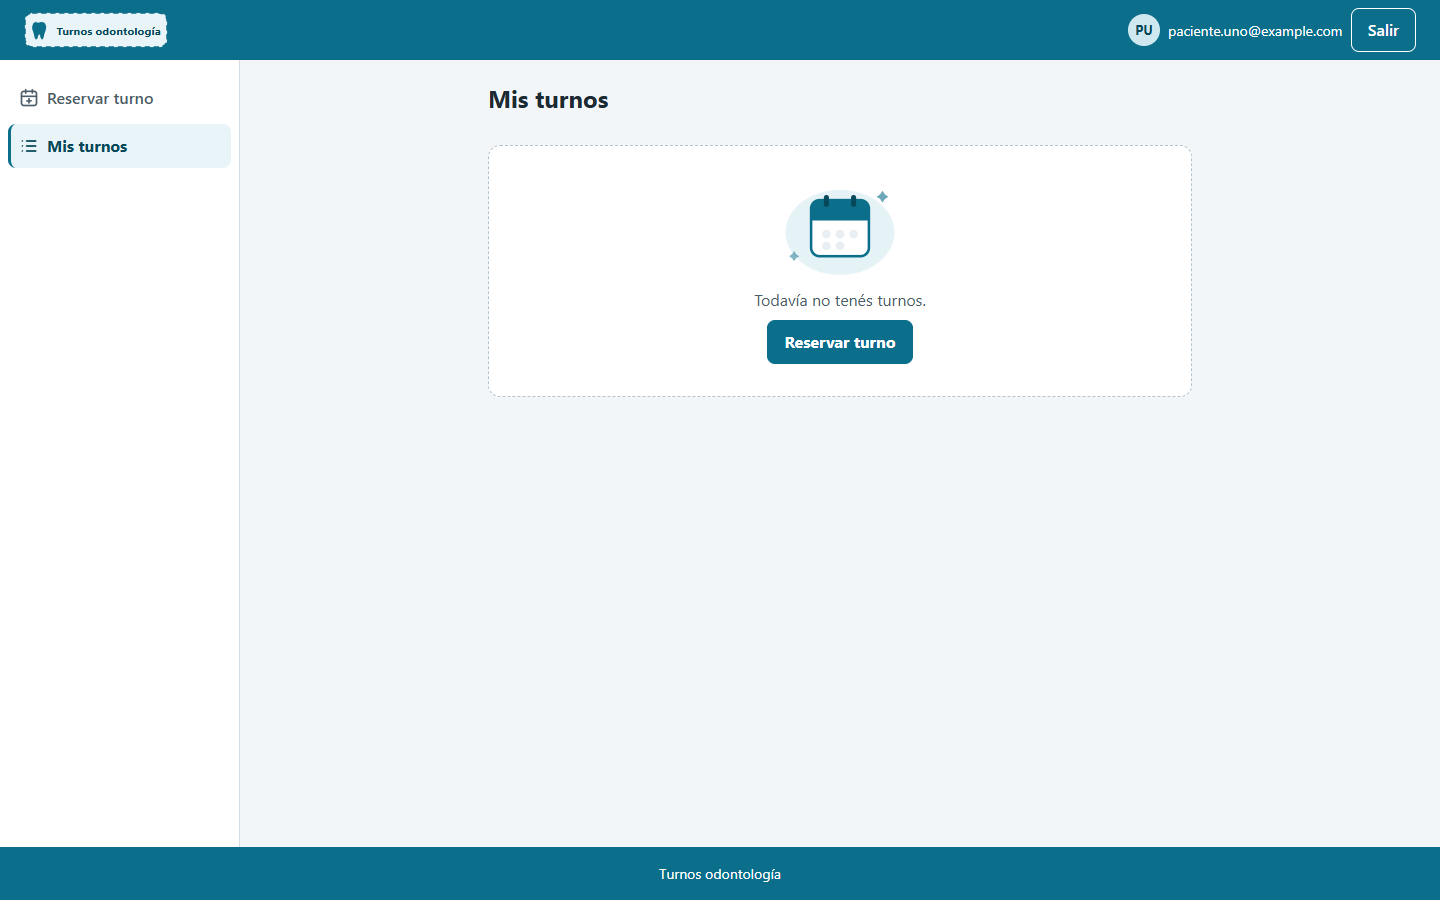 Turnos odontología
PU
paciente.uno@example.com
Salir
Reservar turno
Mis turnos
Mis turnos
Todavía no tenés turnos.
Reservar turno
Turnos odontología